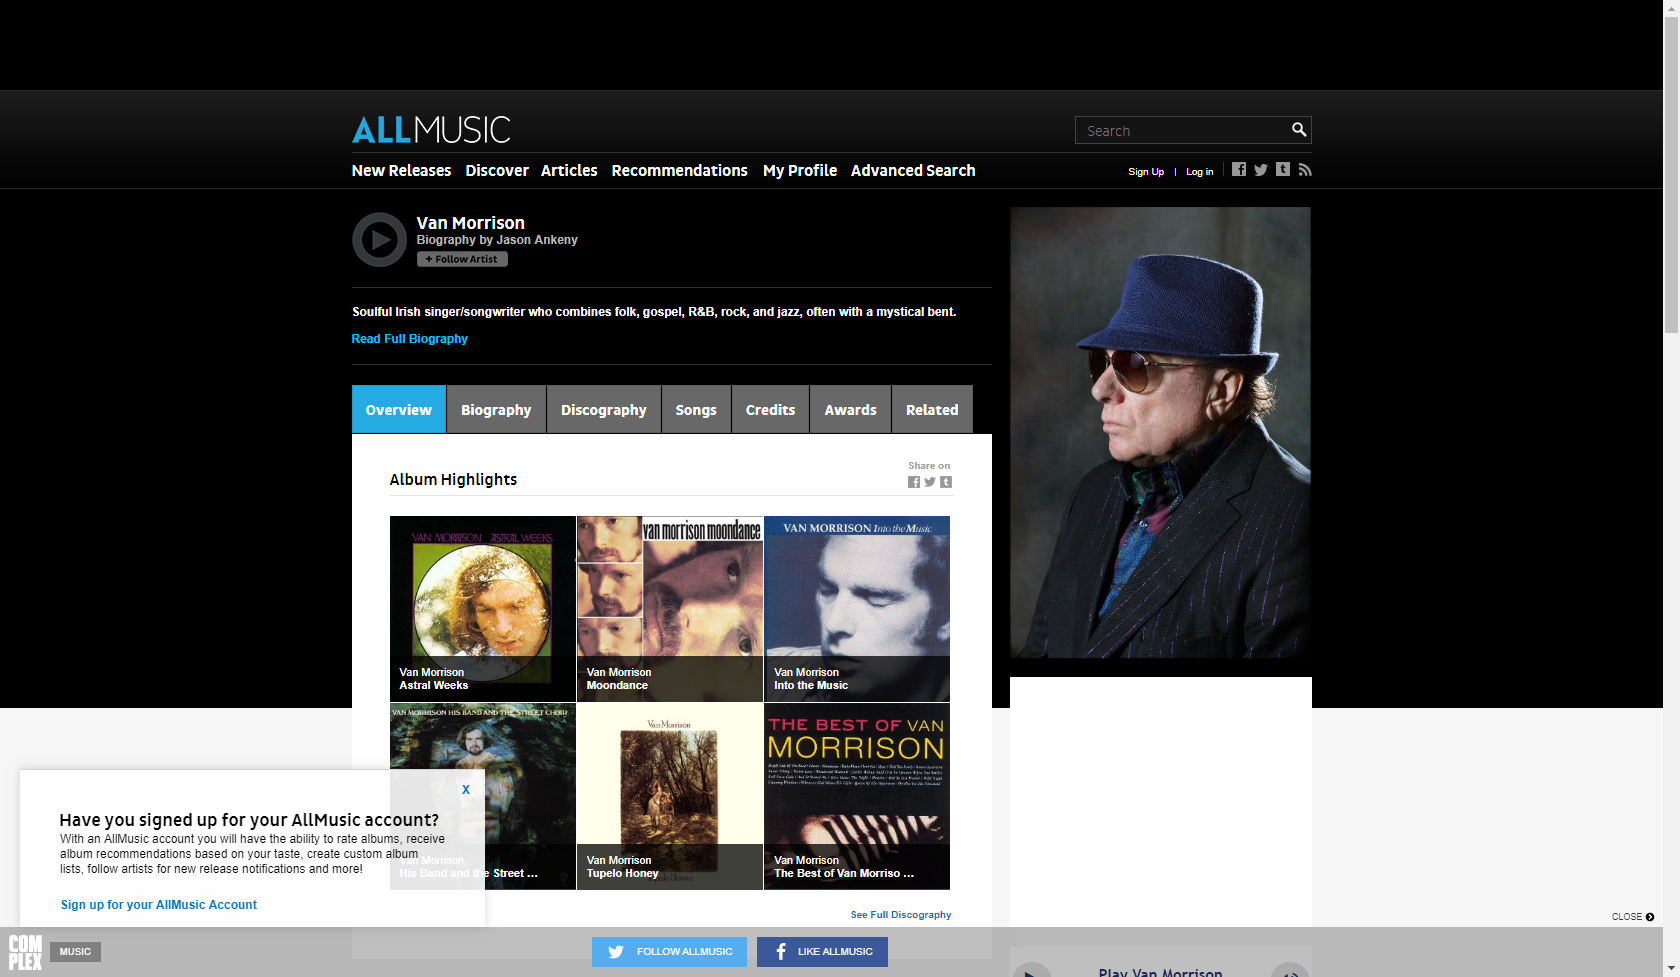 ALLMUSIC
Search
New Releases Discover Articles Recommendations My Profile Advanced Search
Sign Up | Log in
Van Morrison
Biography by Jason Ankeny
+ Follow Artist
Soulful Irish singer/songwriter who combines folk, gospel, R&B, rock, and jazz, often with a mystical bent.
Read Full Biography
Overview Biography Discography Songs Credits Awards Related
Album Highlights
Share on
VAN MORRISON ASTRAL WEEKS
Van Morrison
Astral Weeks
van morrison moondance
Van Morrison
Moondance
VAN MORRISON Into the Music
Van Morrison
Into the Music
VAN MORRISON HIS BAND AND THE STREET CHOIR
Van Morrison
His Band and the Street ...
Van Morrison
Tupelo Honey
Van Morrison
Tupelo Honey
THE BEST OF VAN
MORRISON
Van Morrison
The Best of Van Morriso ...
See Full Discography
X
Have you signed up for your AllMusic account?
With an AllMusic account you will have the ability to rate albums, receive
album recommendations based on your taste, create custom album
lists, follow artists for new release notifications and more!
Sign up for your AllMusic Account
CLOSE
COMPLEX
MUSIC
FOLLOW ALLMUSIC
LIKE ALLMUSIC
Play Van Morrison